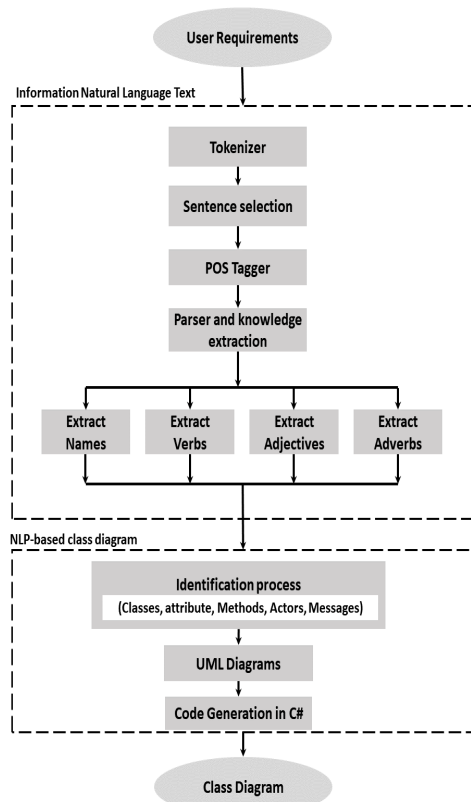 User Requirements
Information Natural Language Text
Tokenizer
Sentence selection
POS Tagger
Parser and knowledge
extraction
Extract
Names
Extract
Verbs
Extract
Adjectives
Extract
Adverbs
NLP-based class diagram
Identification process
(Classes, attribute, Methods, Actors, Messages)
UML Diagrams
Code Generation in C#
Class Diagram